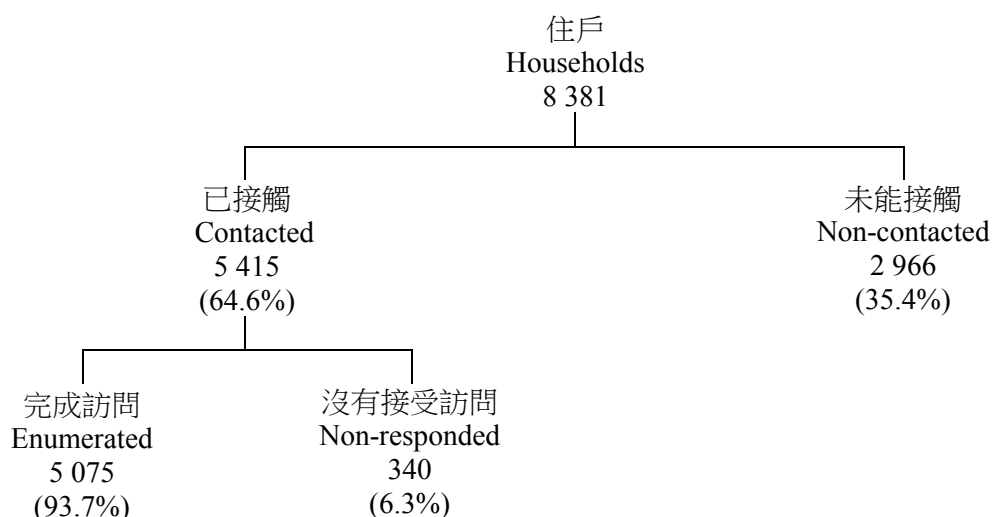 住戶
Households
8 381
已接觸
Contacted
5 415
(64.6%)
未能接觸
Non-contacted
2 966
(35.4%)
完成訪問
Enumerated
5 075
(93.7%)
沒有接受訪問
Non-responded
340
(6.3%)